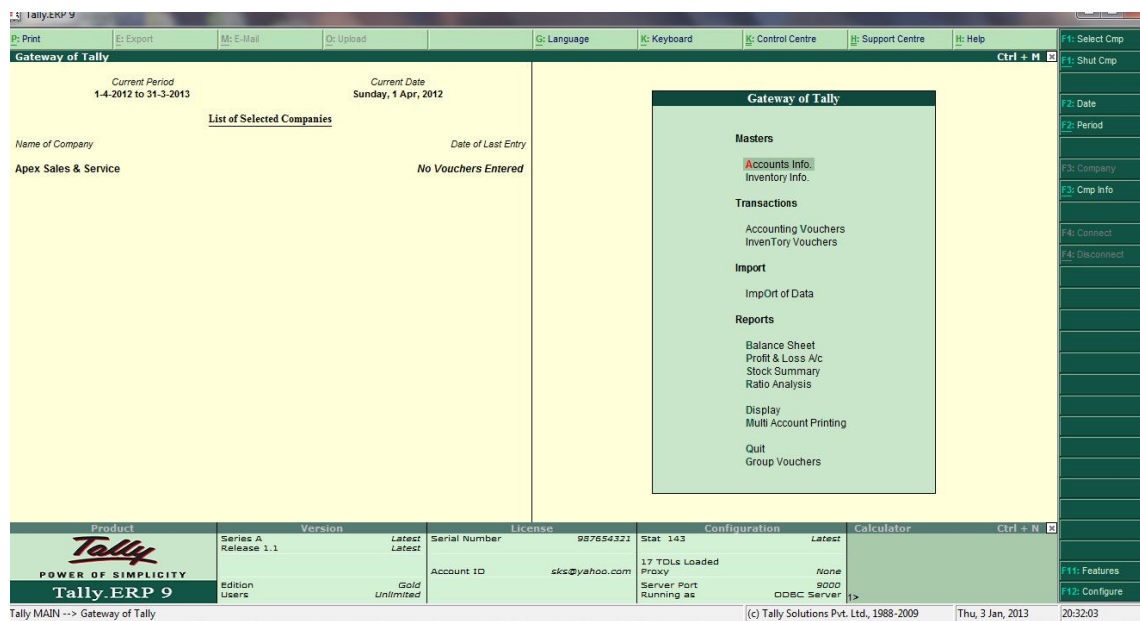 Tally.ERP 9
P: Print E: Export M: E-Mail O: Upload G: Language K: Keyboard K: Control Centre H: Support Centre H: Help
Gateway of Tally Ctrl + M
Current Period Current Date
1-4-2012 to 31-3-2013 Sunday, 1 Apr, 2012
List of Selected Companies
Name of Company Date of Last Entry
Apex Sales & Service No Vouchers Entered
Gateway of Tally
Masters
Accounts Info.
Inventory Info.
Transactions
Accounting Vouchers
InvenTory Vouchers
Import
ImpOrt of Data
Reports
Balance Sheet
Profit & Loss A/c
Stock Summary
Ratio Analysis
Display
Multi Account Printing
Quit
Group Vouchers
F1: Select Cmp
F1: Shut Cmp
F2: Date
F2: Period
F3: Company
F3: Cmp Info
F4: Connect
F4: Disconnect
F11: Features
F12: Configure
Product Version License Configuration Calculator Ctrl + N
Tally
POWER OF SIMPLICITY
Tally.ERP 9
Series A Latest
Release 1.1 Latest
Edition Gold
Users Unlimited
Serial Number 987654321
Account ID sks@yahoo.com
Stat 143 Latest
17 TDLs Loaded
Proxy None
Server Port 9000
Running as ODBC Server
1>
Tally MAIN --> Gateway of Tally (c) Tally Solutions Pvt. Ltd., 1988-2009 Thu, 3 Jan, 2013 20:32:03